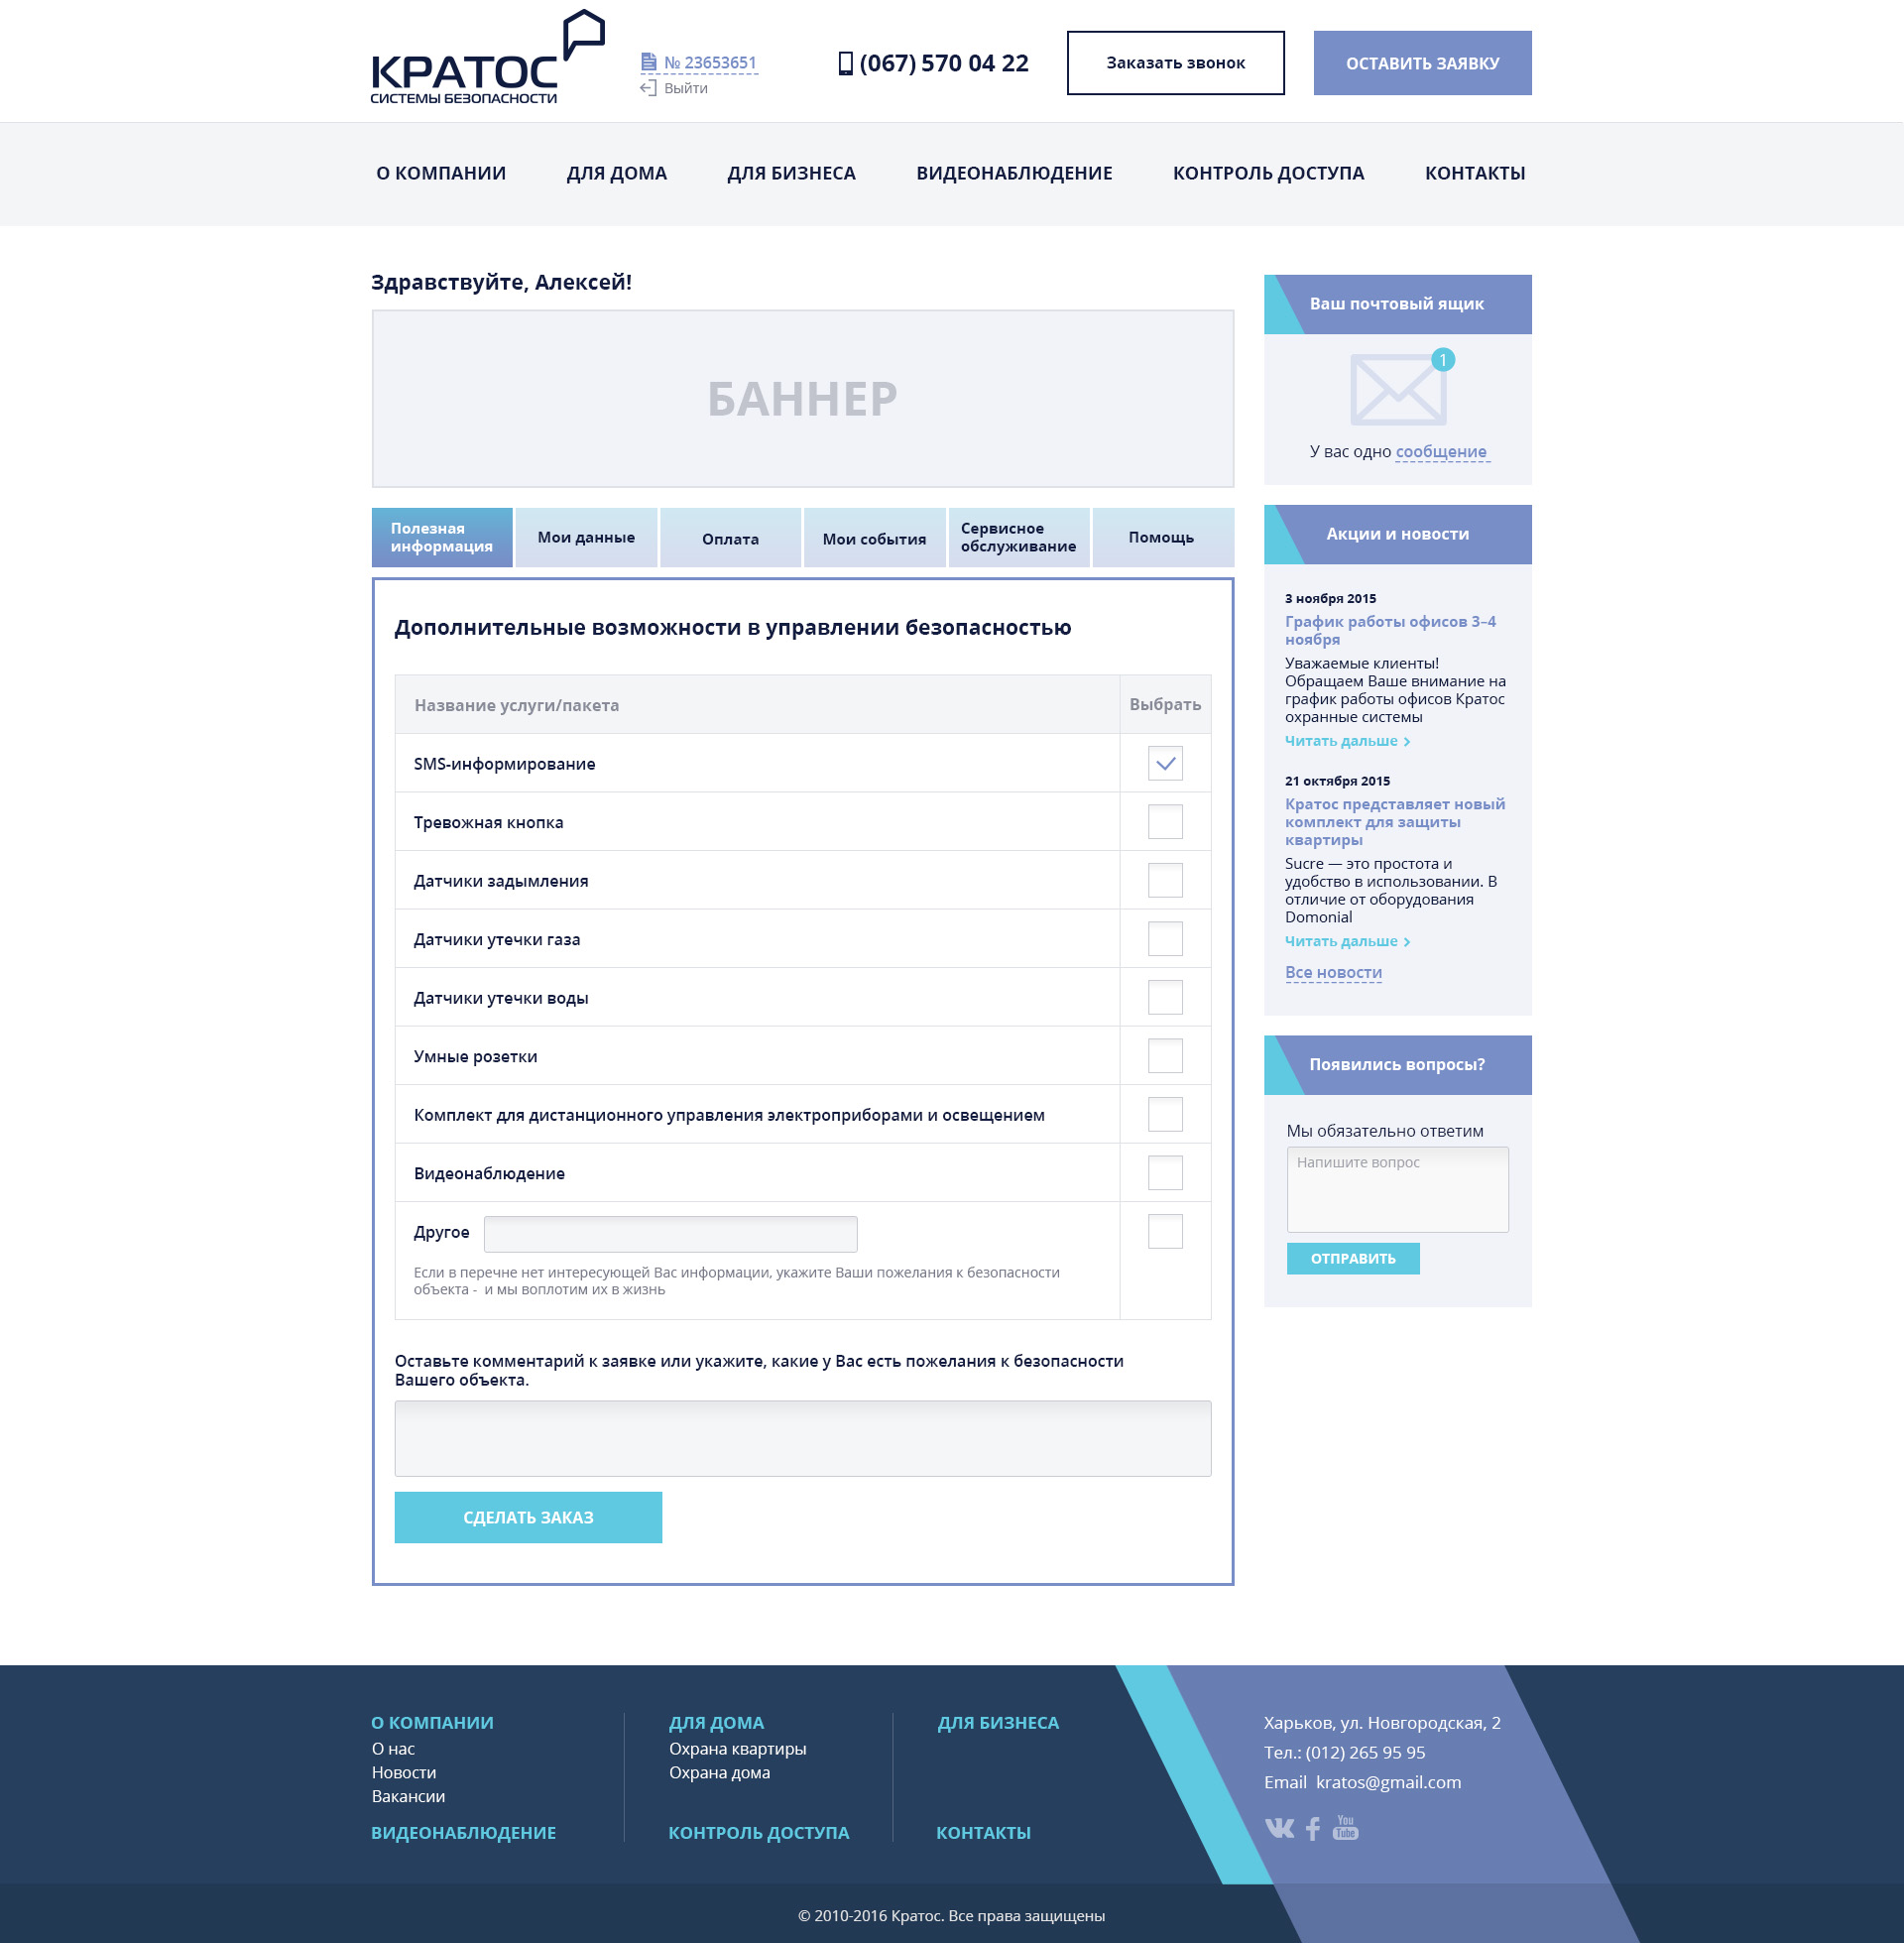 КРАТОС
СИСТЕМЫ БЕЗОПАСНОСТИ
№ 23653651
Выйти
(067) 570 04 22
Заказать звонок
ОСТАВИТЬ ЗАЯВКУ
О КОМПАНИИ
ДЛЯ ДОМА
ДЛЯ БИЗНЕСА
ВИДЕОНАБЛЮДЕНИЕ
КОНТРОЛЬ ДОСТУПА
КОНТАКТЫ
Здравствуйте, Алексей!
БАННЕР
Полезная
информация
Мои данные
Оплата
Мои события
Сервисное
обслуживание
Помощь
Дополнительные возможности в управлении безопасностью
Название услуги/пакета
Выбрать
SMS-информирование
Тревожная кнопка
Датчики задымления
Датчики утечки газа
Датчики утечки воды
Умные розетки
Комплект для дистанционного управления электроприборами и освещением
Видеонаблюдение
Другое
Если в перечне нет интересующей Вас информации, укажите Ваши пожелания к безопасности
объекта -  и мы воплотим их в жизнь
Оставьте комментарий к заявке или укажите, какие у Вас есть пожелания к безопасности
Вашего объекта.
СДЕЛАТЬ ЗАКАЗ
Ваш почтовый ящик
1
У вас одно сообщение
Акции и новости
3 ноября 2015
График работы офисов 3–4
ноября
Уважаемые клиенты!
Обращаем Ваше внимание на
график работы офисов Кратос
охранные системы
Читать дальше
21 октября 2015
Кратос представляет новый
комплект для защиты
квартиры
Sucre — это простота и
удобство в использовании. В
отличие от оборудования
Domonial
Читать дальше
Все новости
Появились вопросы?
Мы обязательно ответим
Напишите вопрос
ОТПРАВИТЬ
О КОМПАНИИ
О нас
Новости
Вакансии
ВИДЕОНАБЛЮДЕНИЕ
ДЛЯ ДОМА
Охрана квартиры
Охрана дома
КОНТРОЛЬ ДОСТУПА
ДЛЯ БИЗНЕСА
КОНТАКТЫ
Харьков, ул. Новгородская, 2
Тел.: (012) 265 95 95
Email  kratos@gmail.com
You
Tube
© 2010-2016 Кратос. Все права защищены